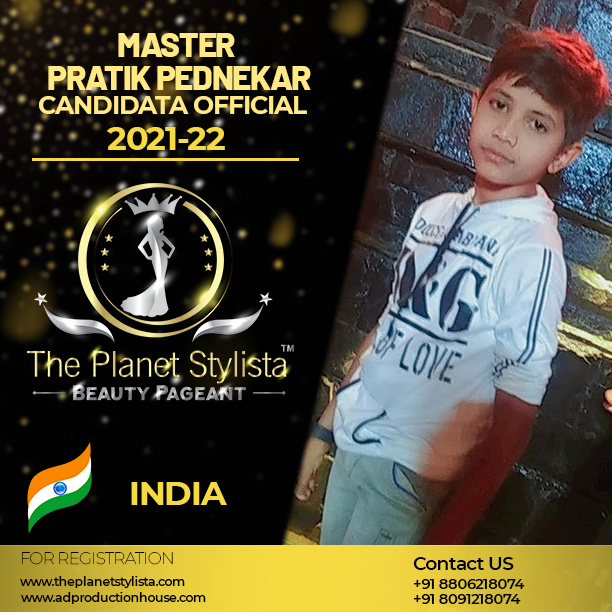 MASTER
PRATIK PEDNEKAR
CANDIDATA OFFICIAL
2021-22
The Planet Stylista™
BEAUTY PAGEANT
INDIA
OF LOVE
FOR REGISTRATION
www.theplanetstylista.com
www.adproductionhouse.com
Contact US
+91 8806218074
+91 8091218074